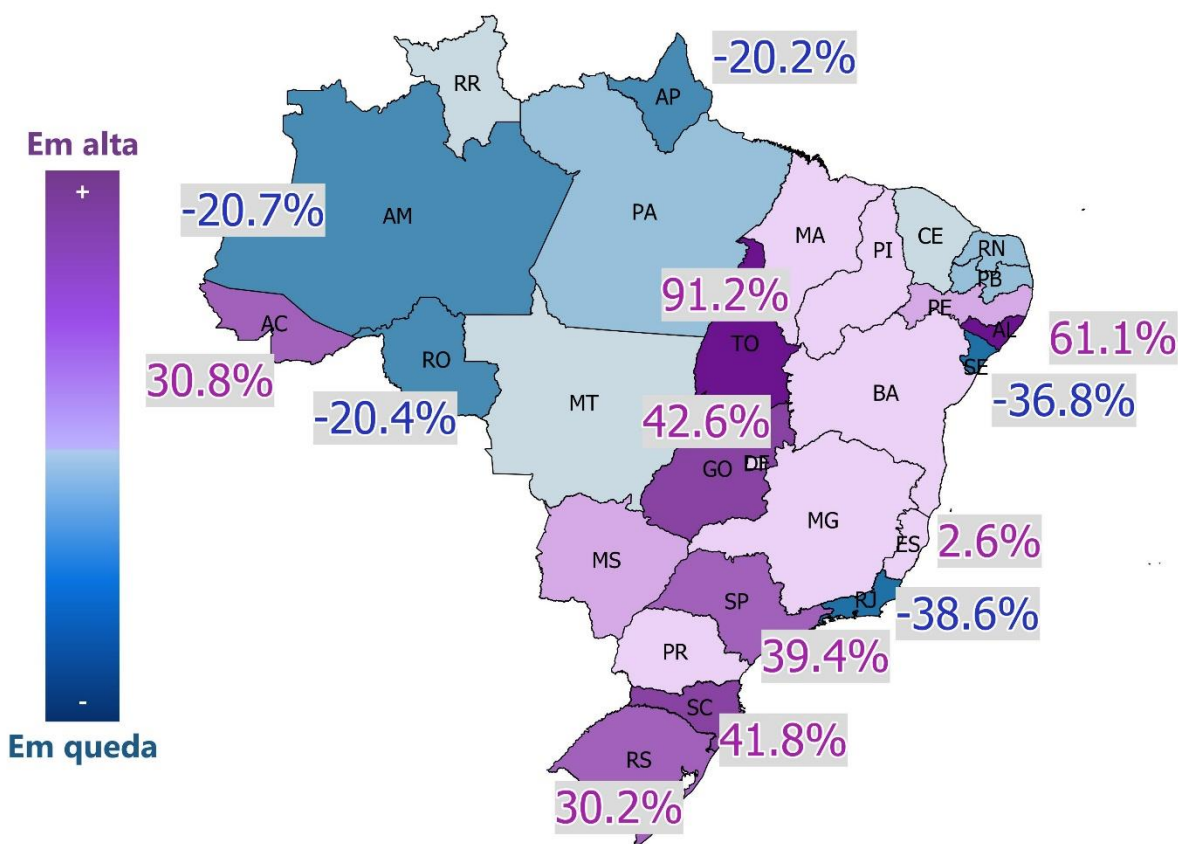 -20.2%
RR
AP
Em alta
+
-20.7%
AM
PA
MA
PI
CE
RN
PB
PE
91.2%
AC
TO
AL
61.1%
30.8%
RO
SE
-36.8%
MT
BA
-20.4%
42.6%
GO
DF
MG
ES
2.6%
MS
SP
RJ
-38.6%
PR
39.4%
-
SC
Em queda
41.8%
RS
30.2%